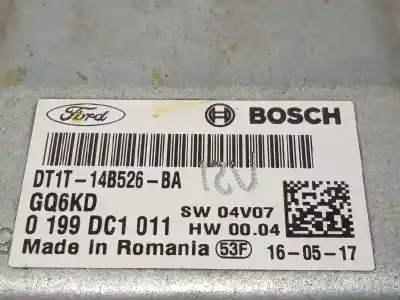 Ford BOSCH
DT1T-14B526-BA
GQ6KD
0 199 DC1 011
SW 04V07
HW 00.04
Made in Romania 53F 16-05-17